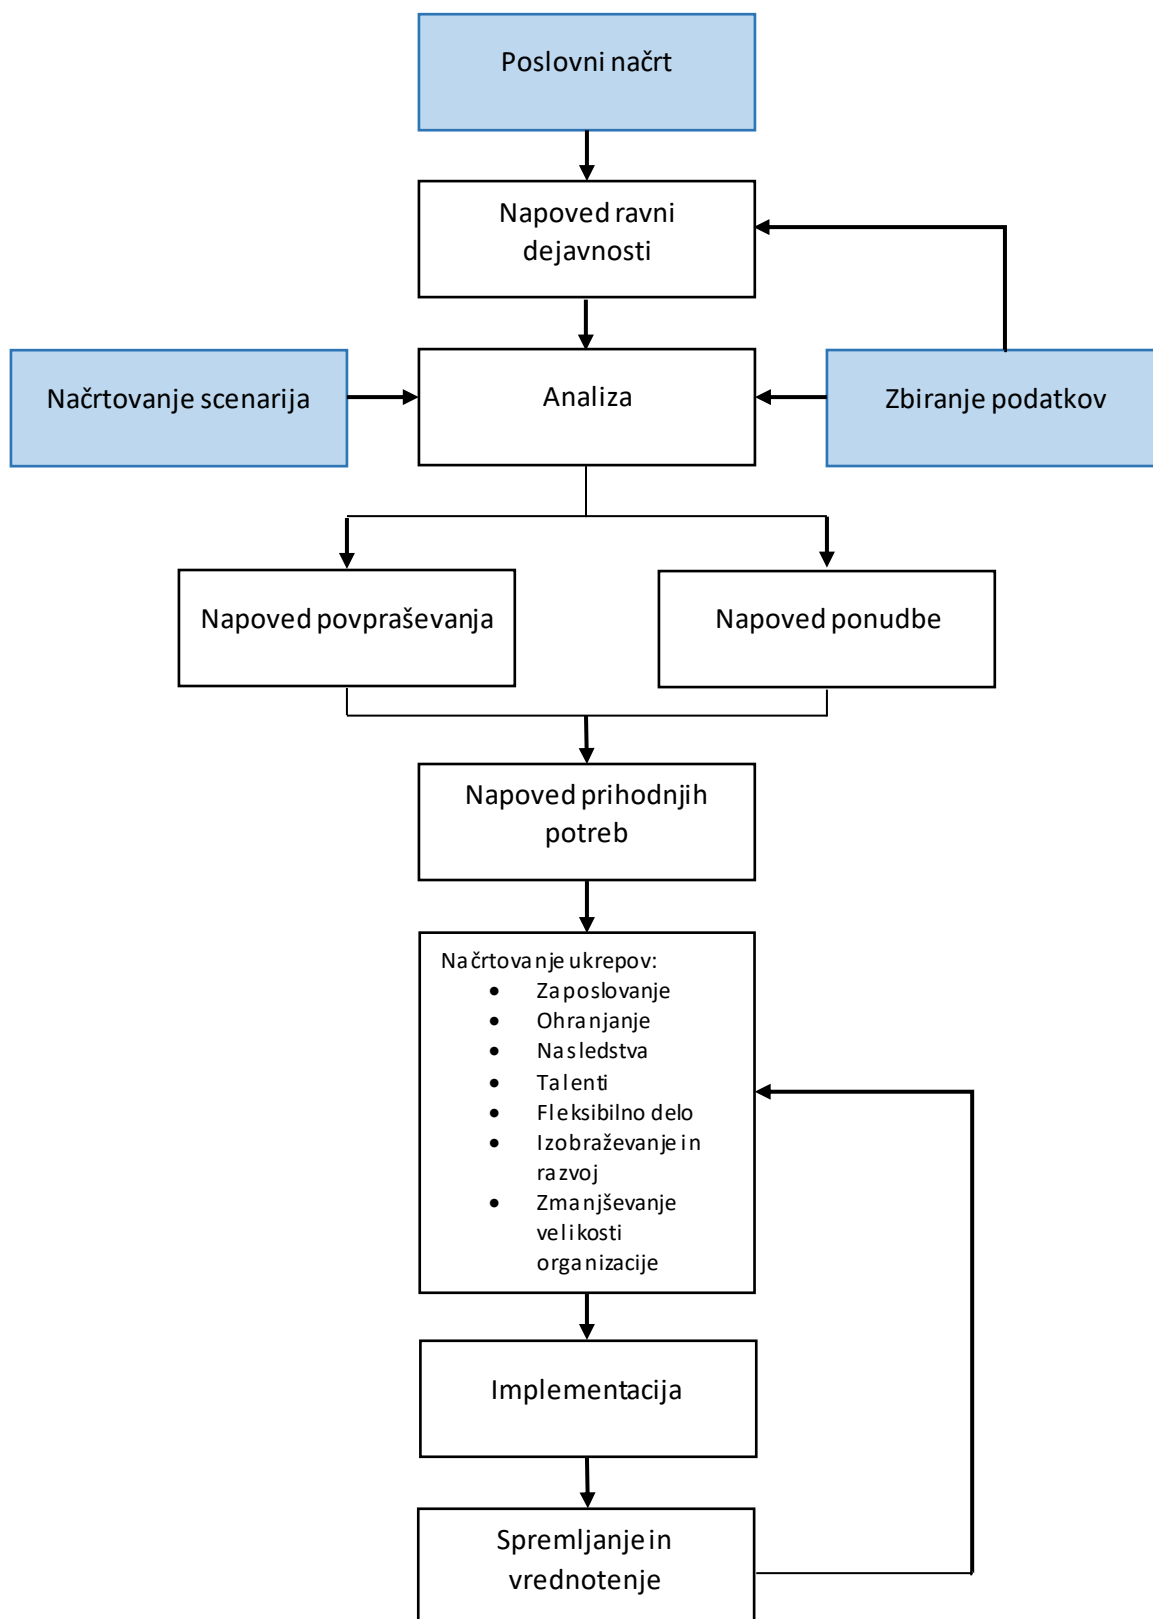 Poslovni načrt
Napoved ravni
dejavnosti
Načrtovanje scenarija
Analiza
Zbiranje podatkov
Napoved povpraševanja
Napoved ponudbe
Napoved prihodnjih
potreb
Načrtovanje ukrepov:
• Zaposlovanje
• Ohranjanje
• Nasledstva
• Talenti
• Fleksibilno delo
• Izobraževanje in
razvoj
• Zmanjševanje
velikosti
organizacije
Implementacija
Spremljanje in
vrednotenje